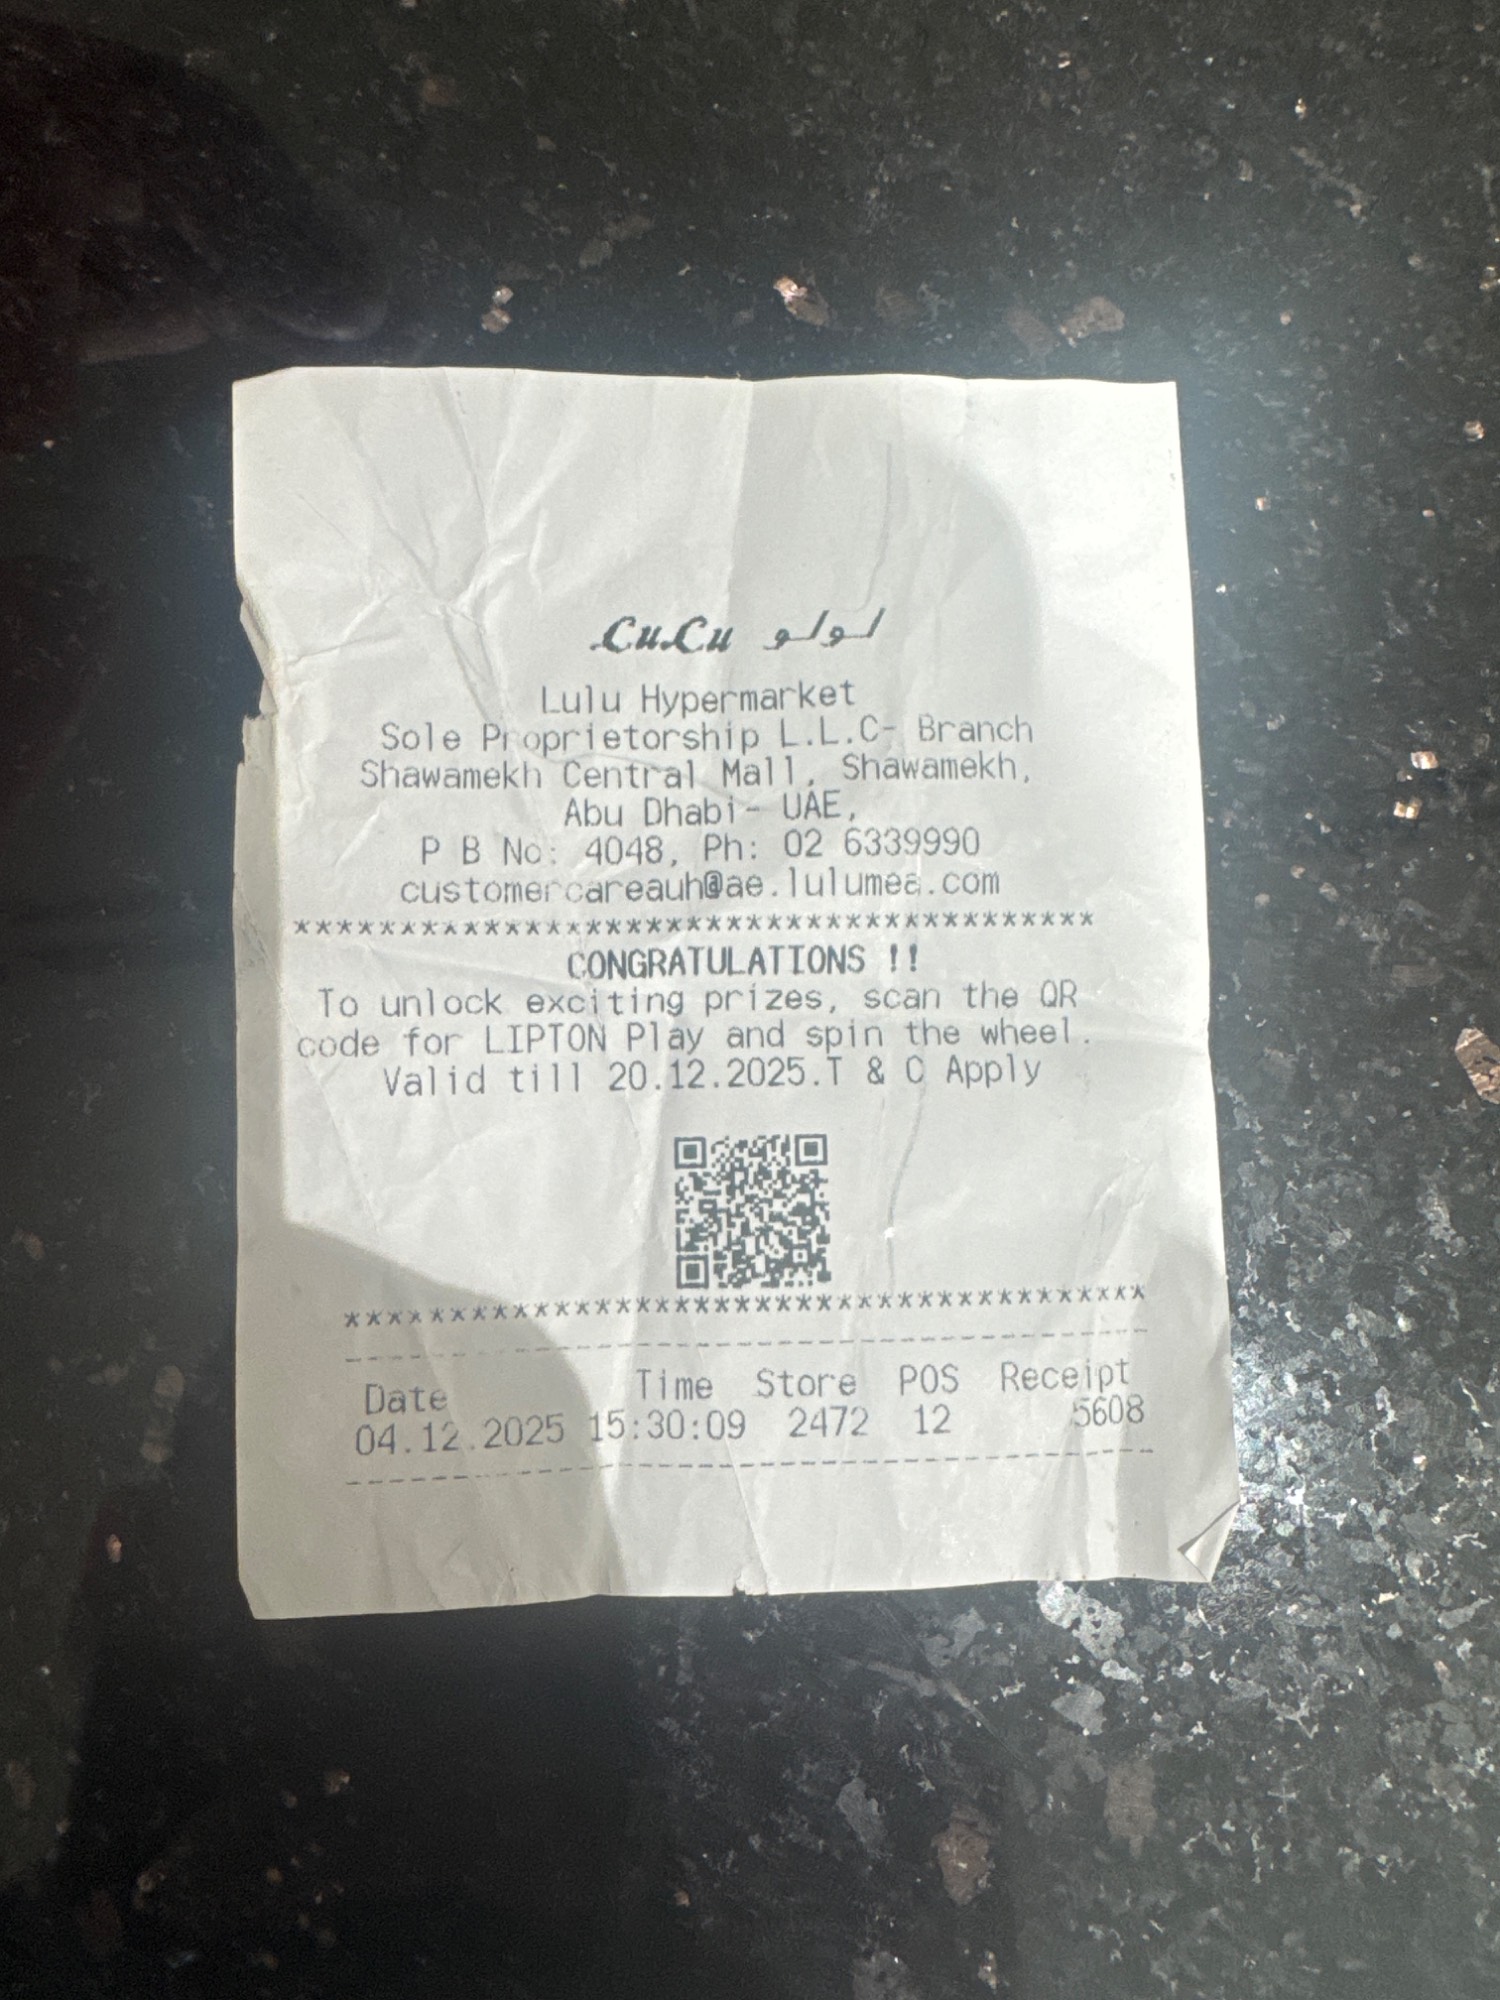 LuLu لولو
Lulu Hypermarket
Sole Proprietorship L.L.C- Branch
Shawamekh Central Mall, Shawamekh,
Abu Dhabi- UAE,
P B No: 4048, Ph: 02 6339990
customercareauh@ae.lulumea.com
******************************************
CONGRATULATIONS !!
To unlock exciting prizes, scan the QR
code for LIPTON Play and spin the wheel.
Valid till 20.12.2025.T & C Apply
******************************************
Date Time Store POS Receipt
04.12.2025 15:30:09 2472 12 5608